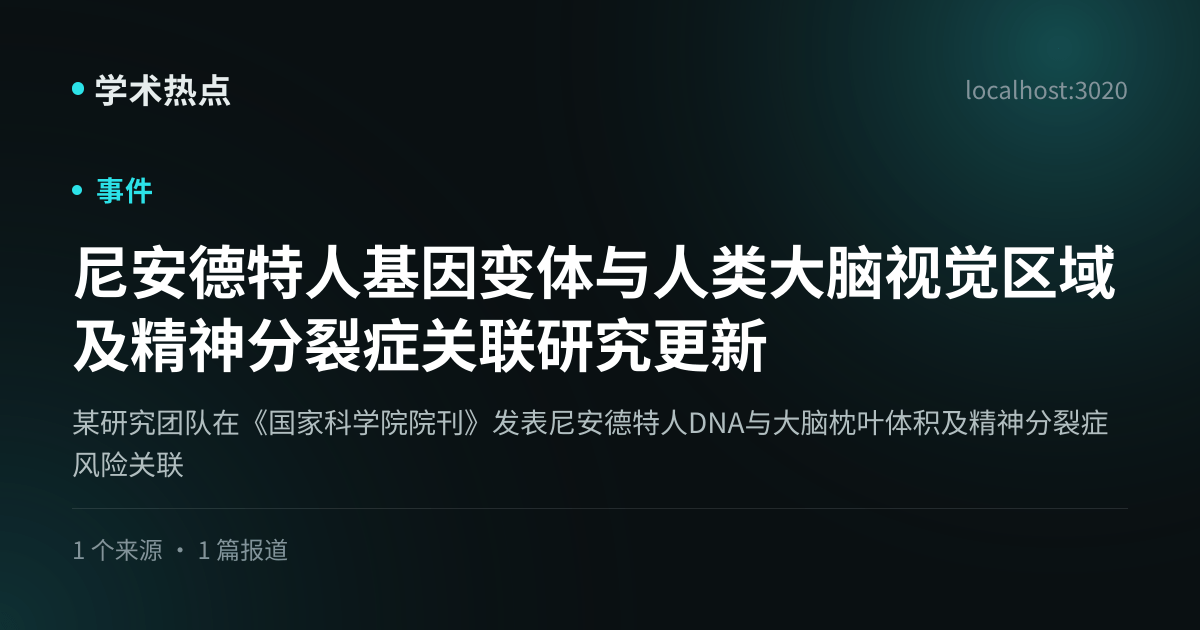 学术热点
localhost:3020
事件
尼安德特人基因变体与人类大脑视觉区域
及精神分裂症关联研究更新
某研究团队在《国家科学院院刊》发表尼安德特人DNA与大脑枕叶体积及精神分裂症
风险关联
1 个来源 · 1 篇报道